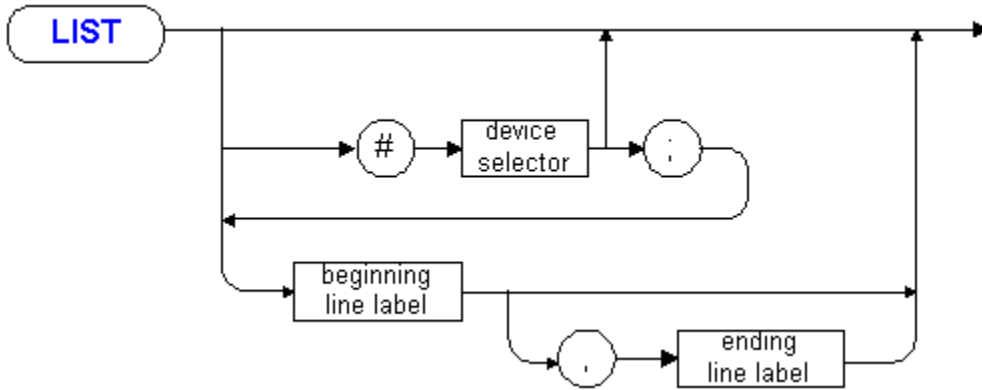 LIST
#
device
selector
;
beginning
line label
,
ending
line label